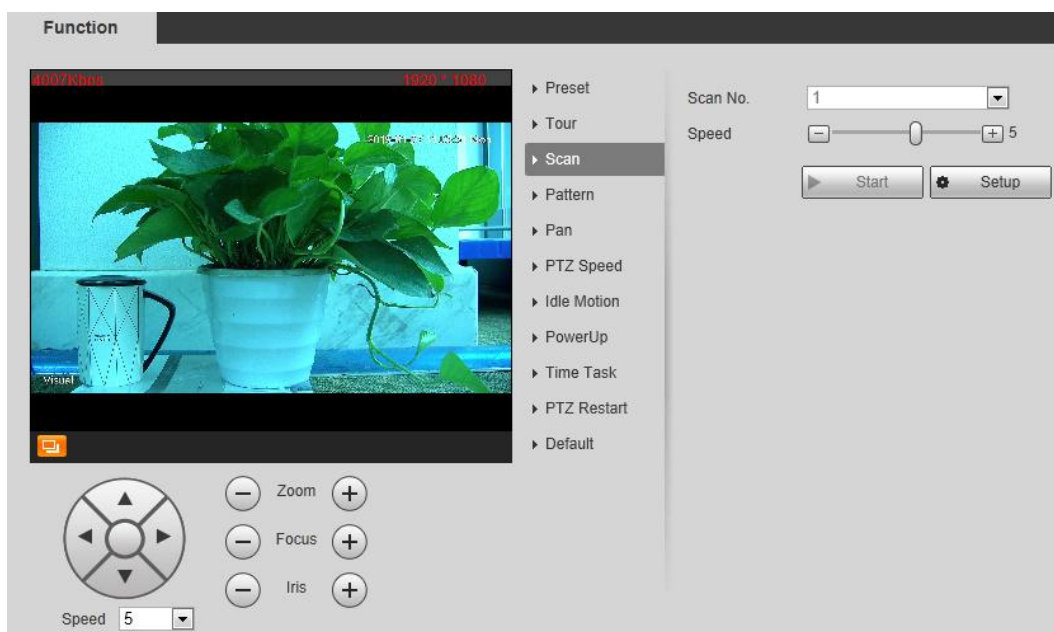 Function
4007Kbps
1920 * 1080
Visuel
Preset
Tour
Scan
Pattern
Pan
PTZ Speed
Idle Motion
PowerUp
Time Task
PTZ Restart
Default
Scan No. 1
Speed 5
Start Setup
Zoom
Focus
Iris
Speed 5